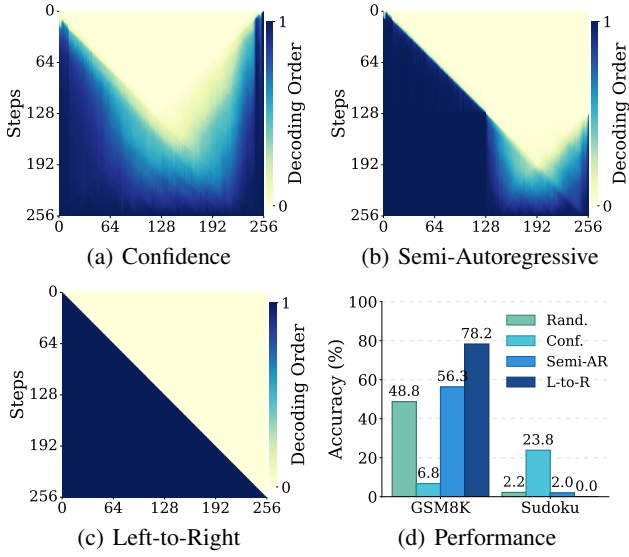 0
64
128
192
256
Steps
0 64 128 192 256
1
0
Decoding Order
(a) Confidence
0
64
128
192
256
Steps
0 64 128 192 256
1
0
Decoding Order
(b) Semi-Autoregressive
0
64
128
192
256
Steps
0 64 128 192 256
1
0
Decoding Order
(c) Left-to-Right
100
80
60
40
20
0
Accuracy (%)
Rand.
Conf.
Semi-AR
L-to-R
48.8 6.8 56.3 78.2
2.2 23.8 2.0 0.0
GSM8K Sudoku
(d) Performance